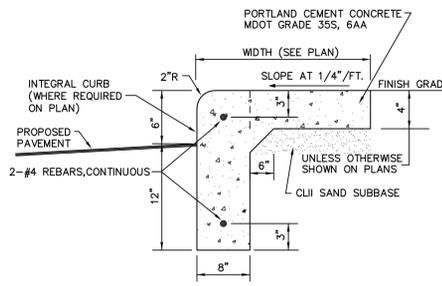 PORTLAND CEMENT CONCRETE
MDOT GRADE 35S, 6AA
WIDTH (SEE PLAN)
SLOPE AT 1/4"/FT.
2"R
FINISH GRAD
INTEGRAL CURB
(WHERE REQUIRED
ON PLAN)
3"
4"
6"
PROPOSED
PAVEMENT
6"
UNLESS OTHERWISE
SHOWN ON PLANS
2-#4 REBARS,CONTINUOUS
CLII SAND SUBBASE
12"
3"
8"